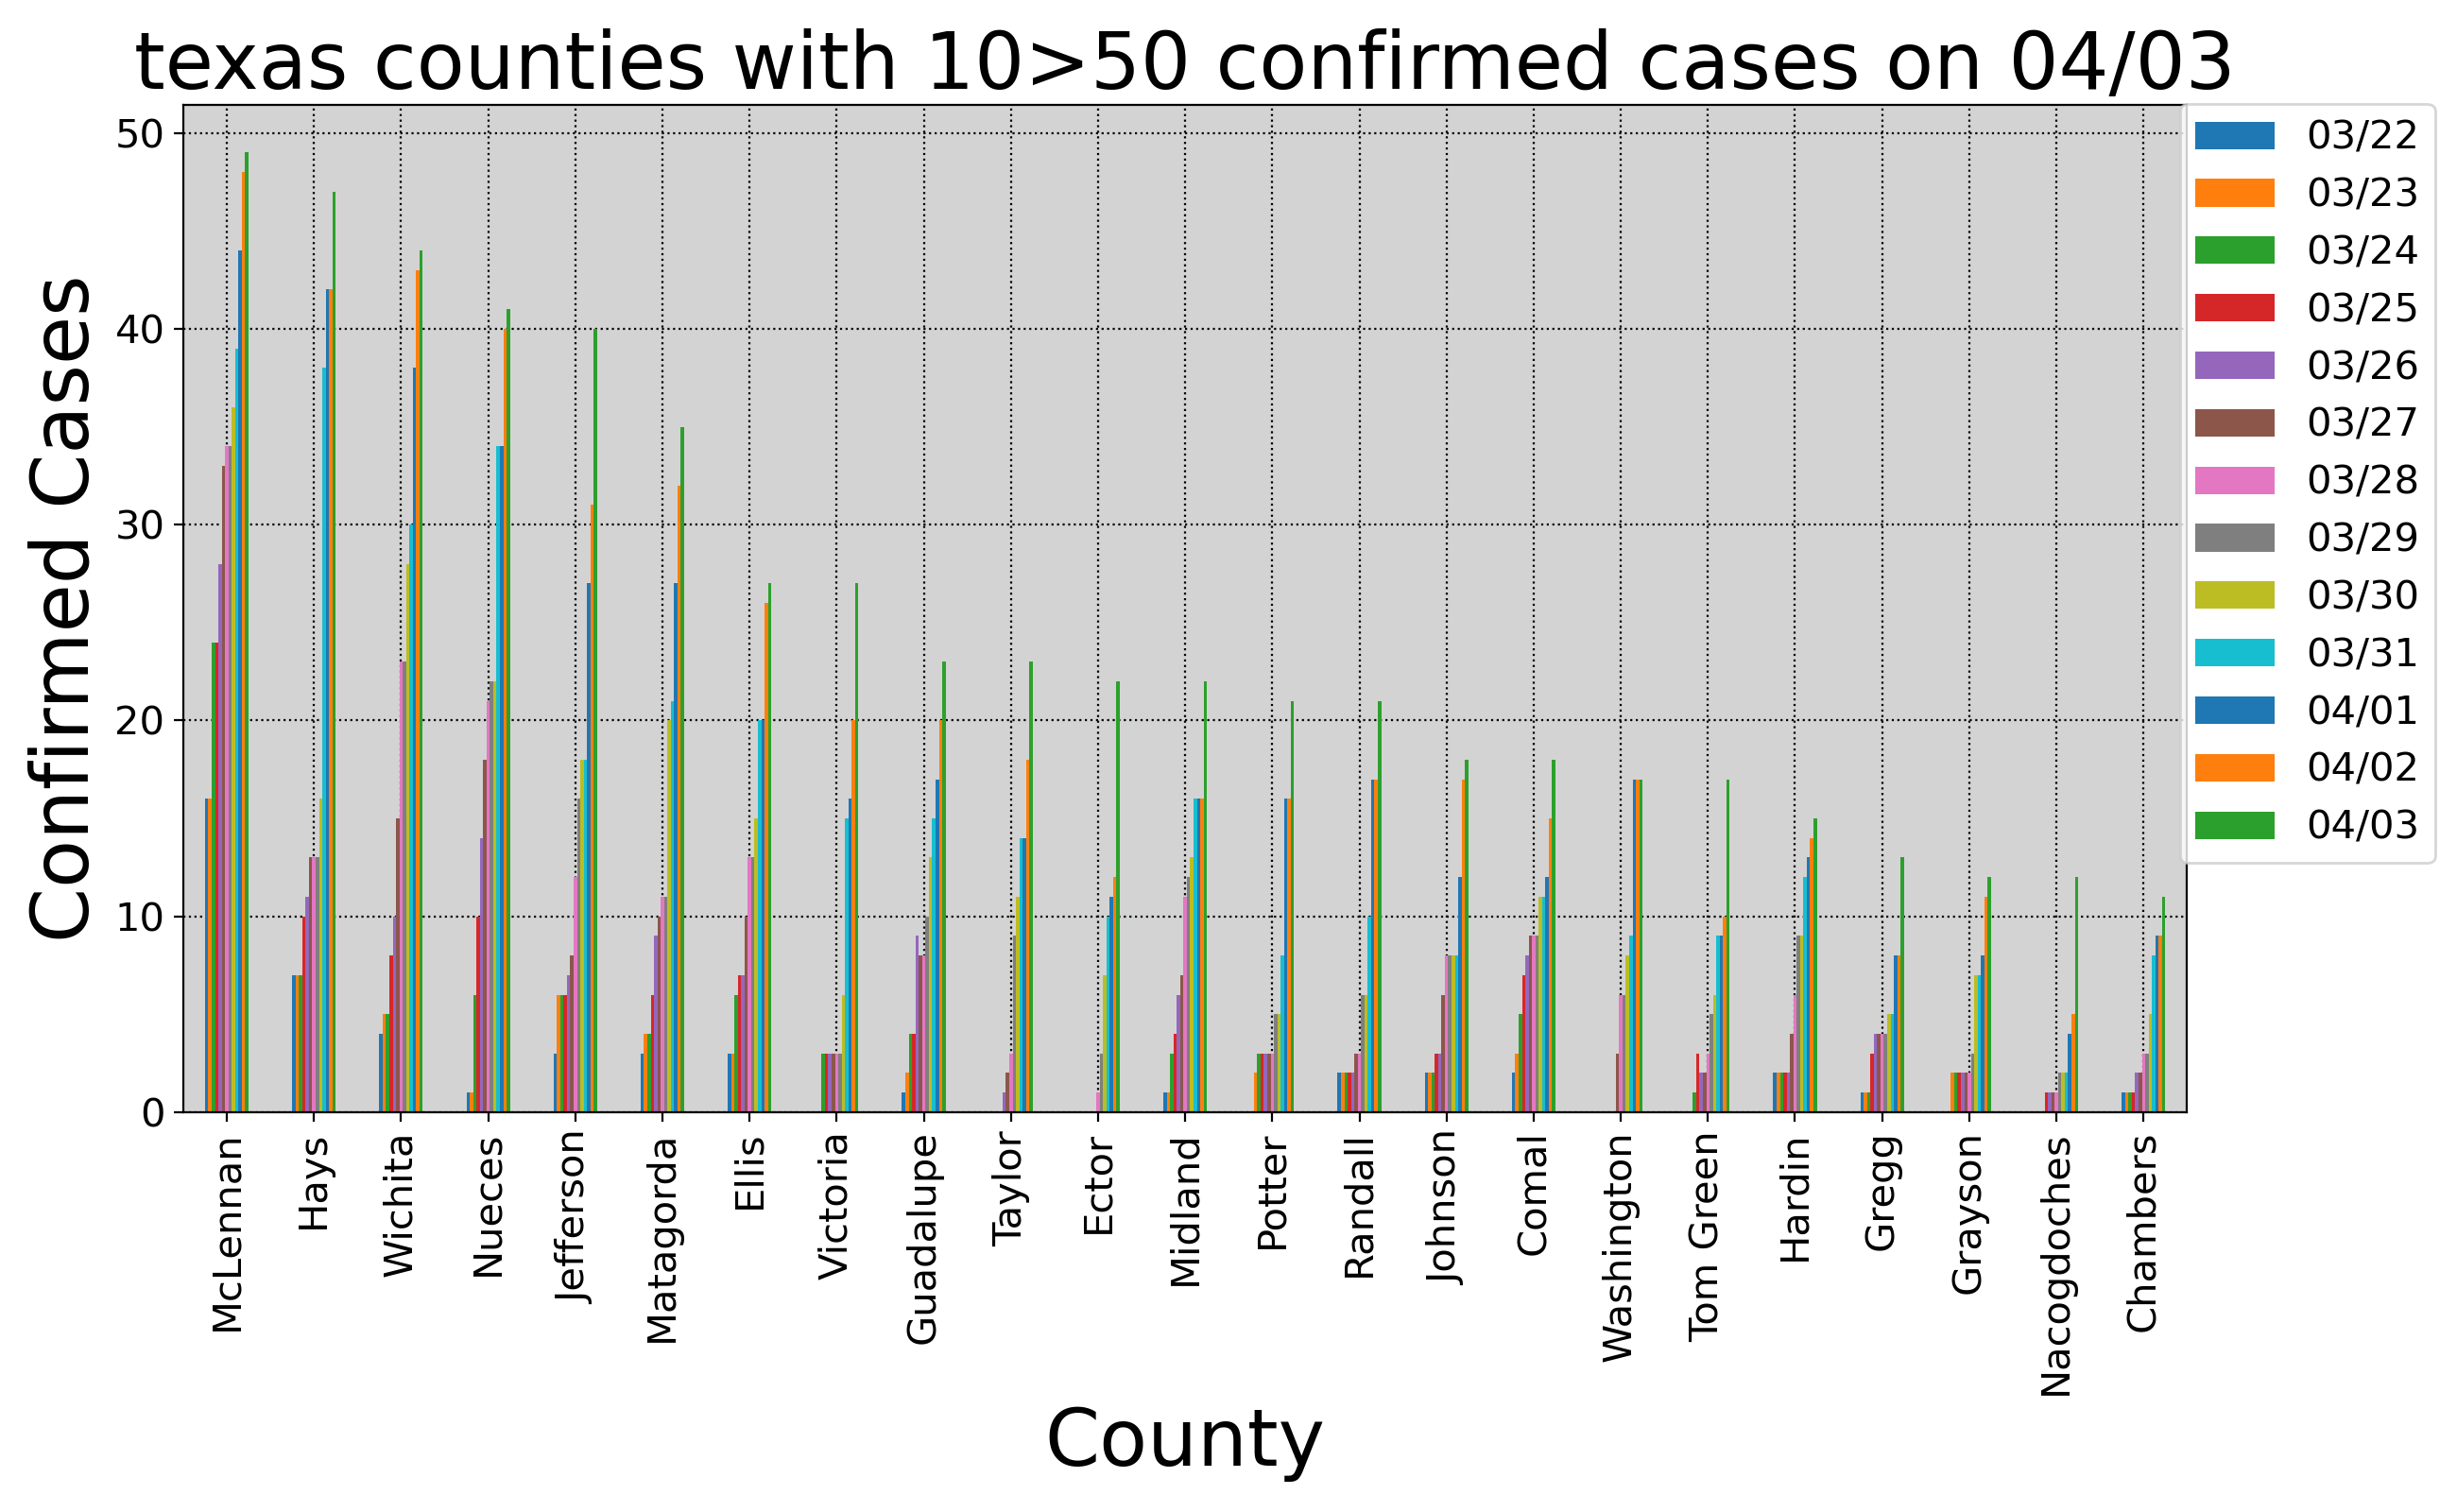 texas counties with 10>50 confirmed cases on 04/03
Confirmed Cases
50
40
30
20
10
0
03/22
03/23
03/24
03/25
03/26
03/27
03/28
03/29
03/30
03/31
04/01
04/02
04/03
McLennan
Hays
Wichita
Nueces
Jefferson
Matagorda
Ellis
Victoria
Guadalupe
Taylor
Ector
Midland
Potter
Randall
Johnson
Comal
Washington
Tom Green
Hardin
Gregg
Grayson
Nacogdoches
Chambers
County